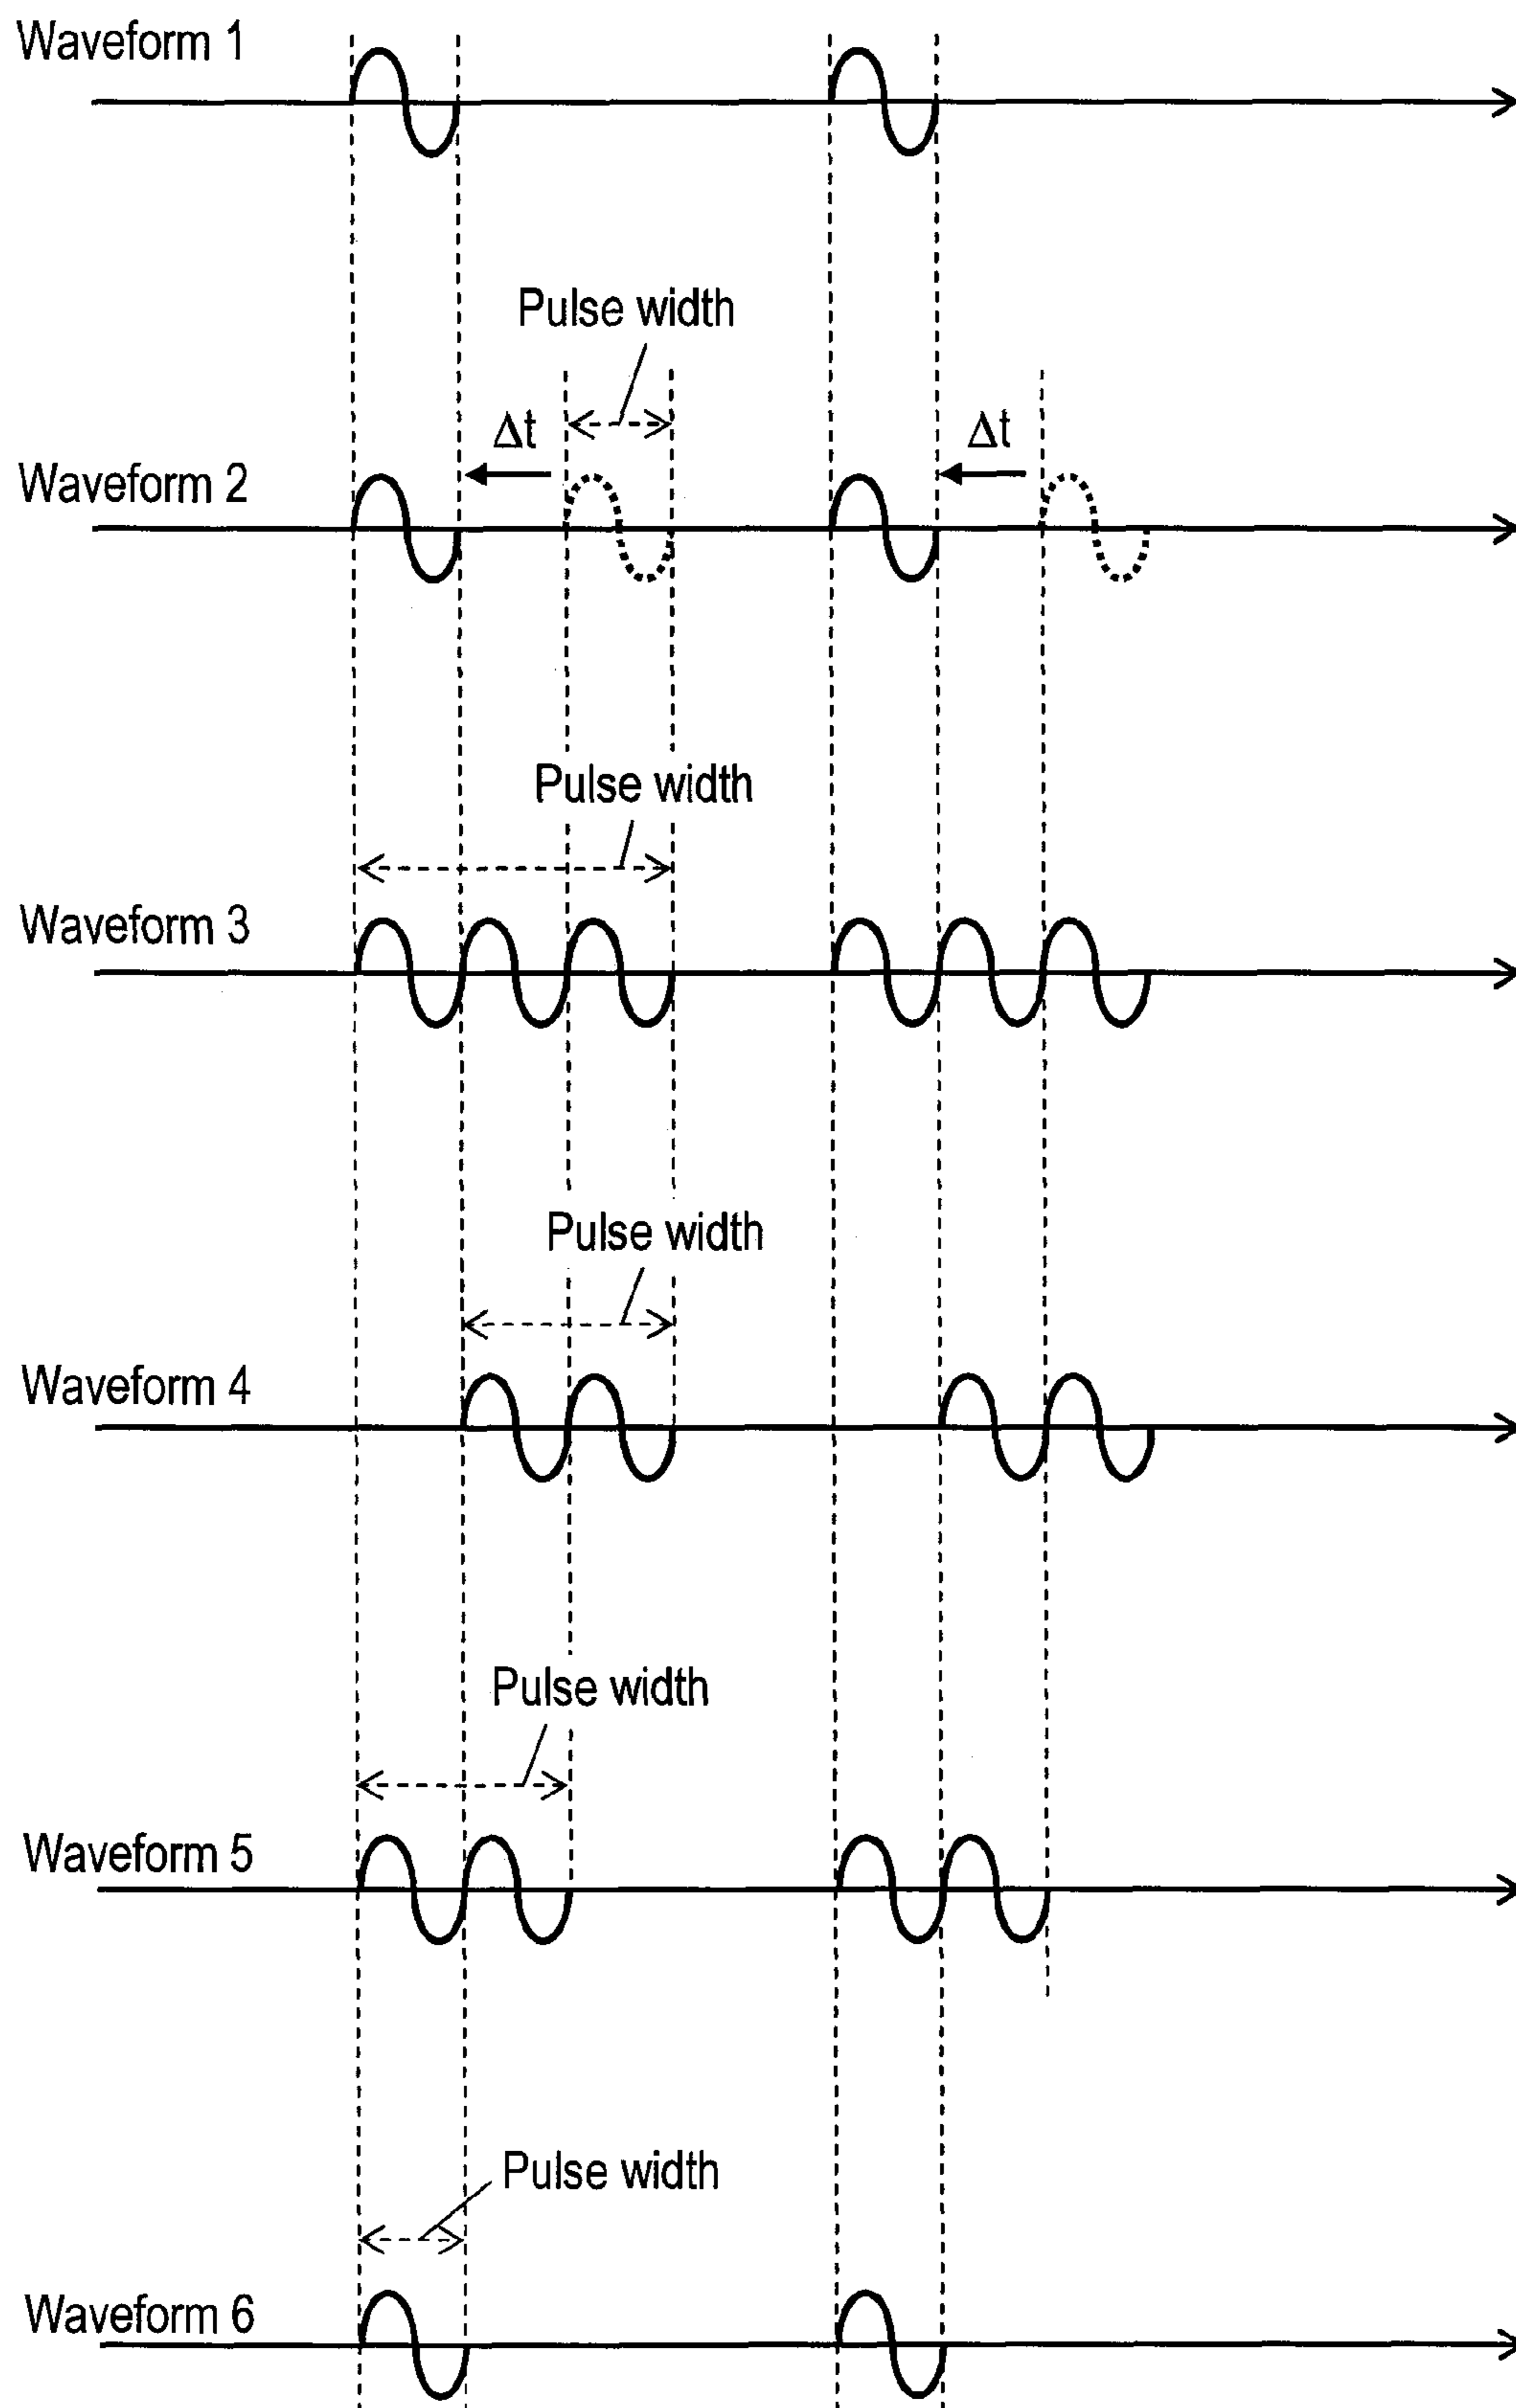 Waveform 1
Pulse width
Δt
Δt
Waveform 2
Pulse width
Waveform 3
Pulse width
Waveform 4
Pulse width
Waveform 5
Pulse width
Waveform 6